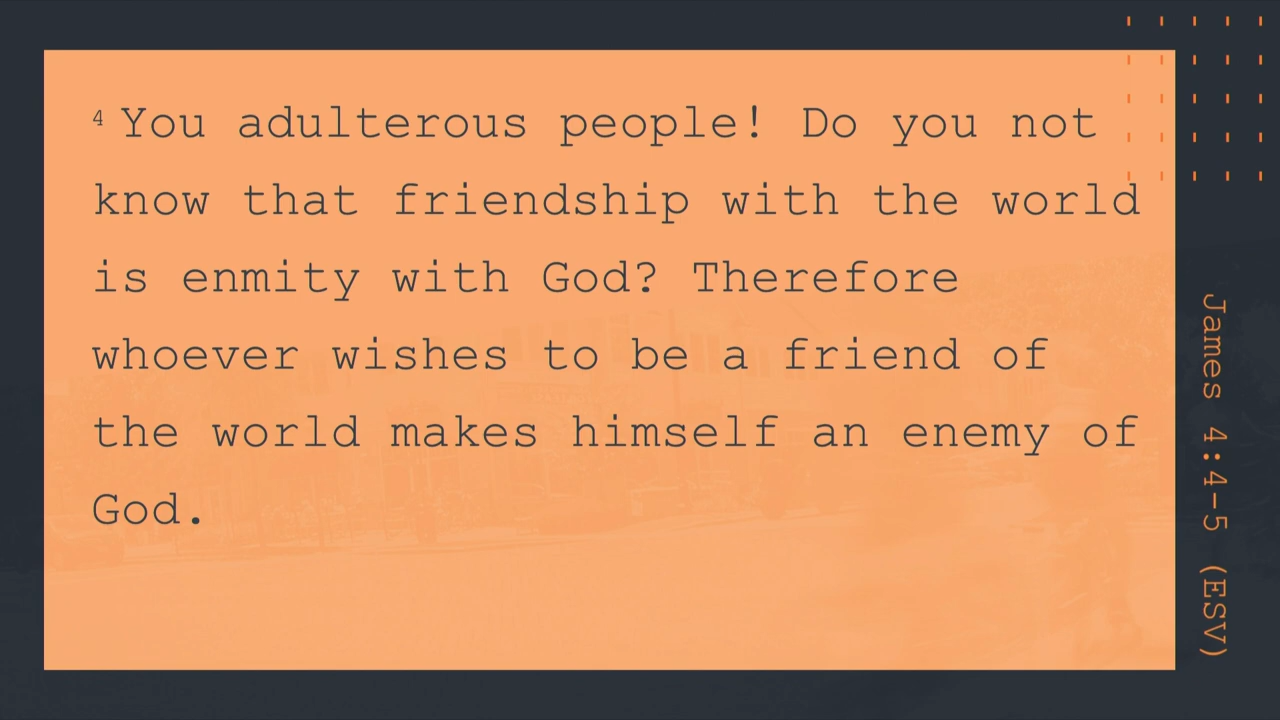 4 You adulterous people! Do you not
know that friendship with the world
is enmity with God? Therefore
whoever wishes to be a friend of
the world makes himself an enemy of
God.
James 4:4-5 (ESV)